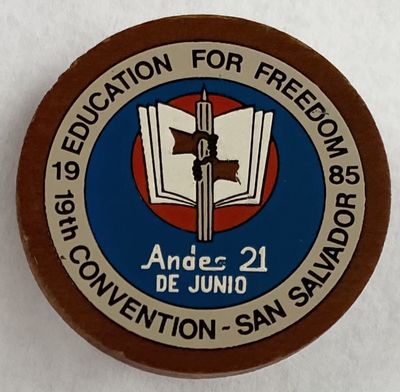 EDUCATION FOR FREEDOM
19 85
19th CONVENTION - SAN SALVADOR
Andes 21
DE JUNIO